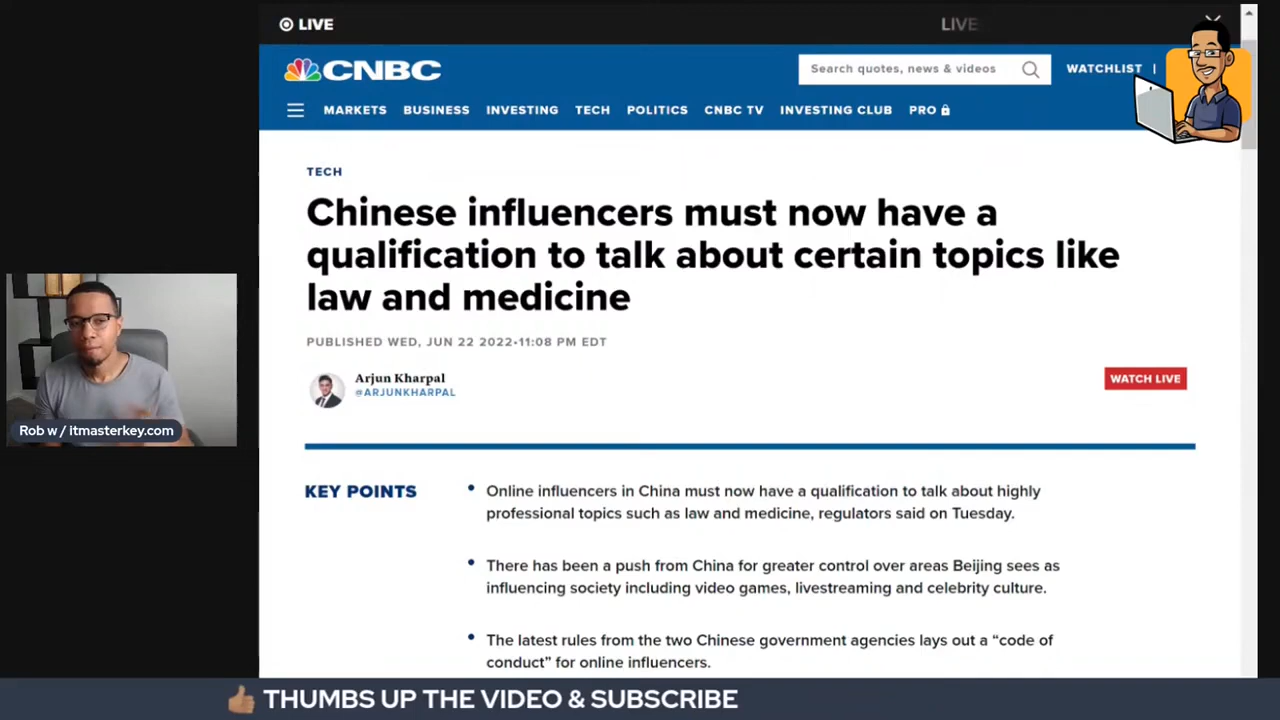 LIVE
LIVE
CNBC
Search quotes, news & videos
WATCHLIST |
MARKETS BUSINESS INVESTING TECH POLITICS CNBC TV INVESTING CLUB PRO
TECH
Chinese influencers must now have a
qualification to talk about certain topics like
law and medicine
PUBLISHED WED, JUN 22 2022•11:08 PM EDT
Arjun Kharpal
@ARJUNKHARPAL
WATCH LIVE
Rob w / itmasterkey.com
KEY POINTS
• Online influencers in China must now have a qualification to talk about highly
professional topics such as law and medicine, regulators said on Tuesday.
• There has been a push from China for greater control over areas Beijing sees as
influencing society including video games, livestreaming and celebrity culture.
• The latest rules from the two Chinese government agencies lays out a “code of
conduct” for online influencers.
THUMBS UP THE VIDEO & SUBSCRIBE